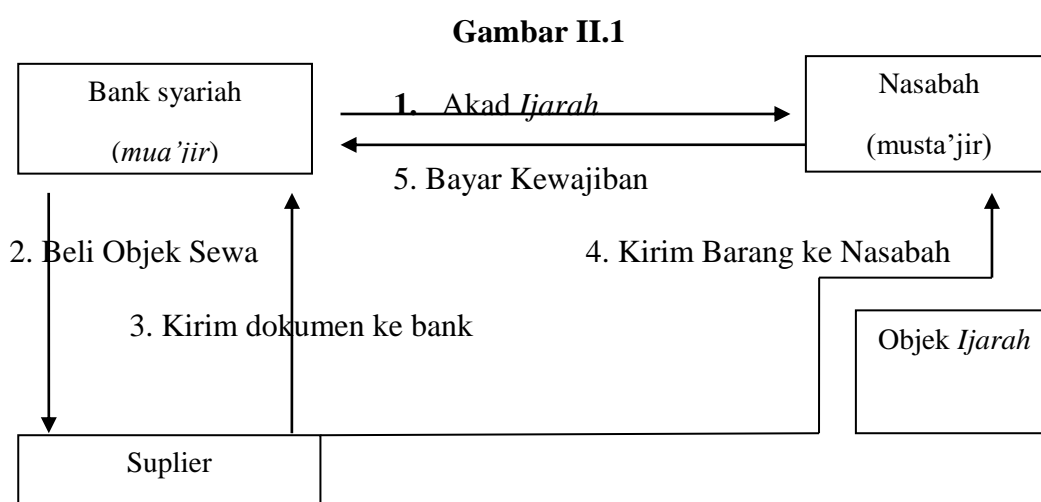 Gambar II.1
Bank syariah
(mua’jir)
Nasabah
(musta’jir)
1. Akad Ijarah
5. Bayar Kewajiban
2. Beli Objek Sewa
4. Kirim Barang ke Nasabah
3. Kirim dokumen ke bank
Objek Ijarah
Suplier